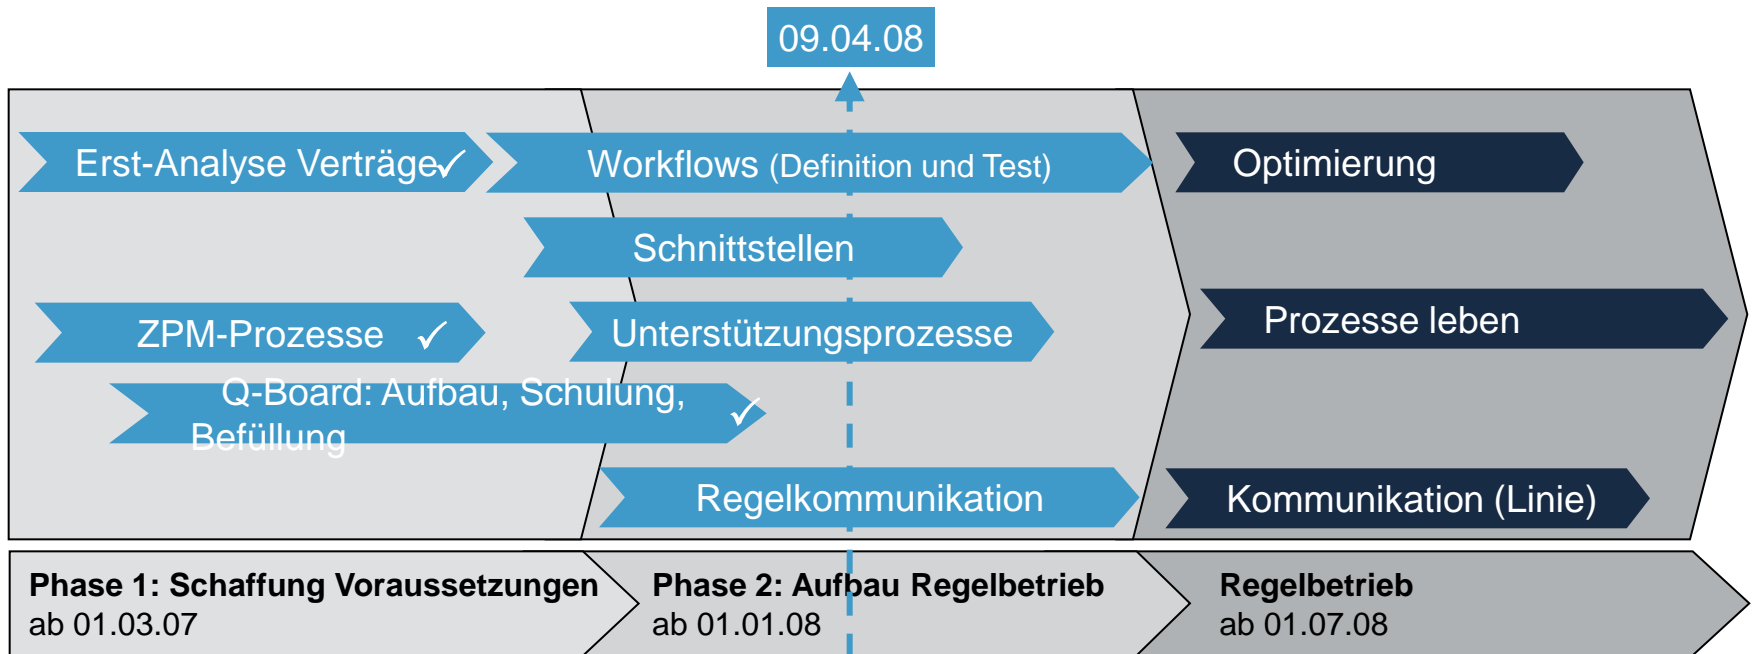 09.04.08
Erst-Analyse Verträge✓
Workflows (Definition und Test)
Optimierung
Schnittstellen
ZPM-Prozesse ✓
Unterstützungsprozesse
Prozesse leben
Q-Board: Aufbau, Schulung,
Befüllung ✓
Regelkommunikation
Kommunikation (Linie)
Phase 1: Schaffung Voraussetzungen
ab 01.03.07
Phase 2: Aufbau Regelbetrieb
ab 01.01.08
Regelbetrieb
ab 01.07.08